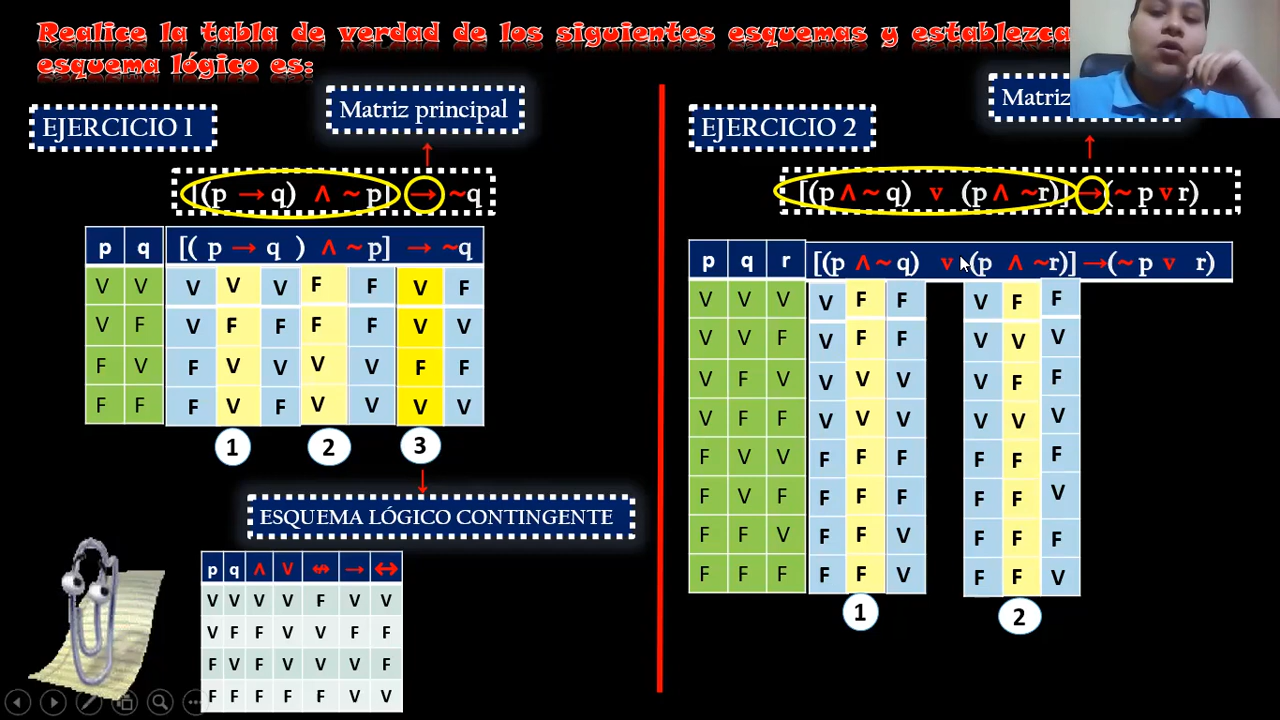 Realice la tabla de verdad de los siguientes esquemas y establezca
esquema lógico es:
EJERCICIO 1
Matriz principal
[(p → q) ∧ ~ p] → ~q
p q [( p → q ) ∧ ~ p] → ~q
V V V V V F F V F
V F V F F F F V V
F V F V V V V F F
F F F V F V V V V
1 2 3
ESQUEMA LÓGICO CONTINGENTE
p q ∧ V ↮ → ↔
V V V V F V V
V F F V V F F
F V F V V V F
F F F F F V V
EJERCICIO 2
Matriz
[(p ∧ ~ q) v (p ∧ ~r)] → (~ p v r)
p q r [(p ∧ ~ q) v (p ∧ ~r)] → (~ p v r)
V V V V F F V F F
V V F V F F V V V
V F V V V V V F F
V F F V V V V V V
F V V F F F F F F
F V F F F F F F V
F F V F F V F F F
F F F F F V F F V
1 2